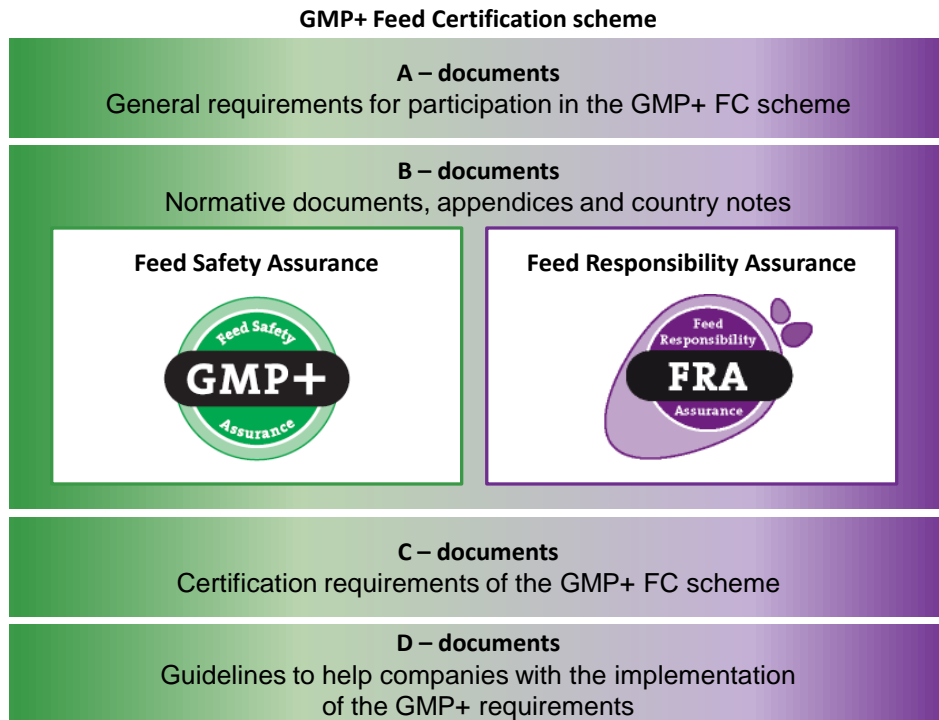 GMP+ Feed Certification scheme
A – documents
General requirements for participation in the GMP+ FC scheme
B – documents
Normative documents, appendices and country notes
Feed Safety Assurance
Feed Safety
GMP+
Assurance
Feed Responsibility Assurance
Feed
Responsibility
FRA
Assurance
C – documents
Certification requirements of the GMP+ FC scheme
D – documents
Guidelines to help companies with the implementation
of the GMP+ requirements